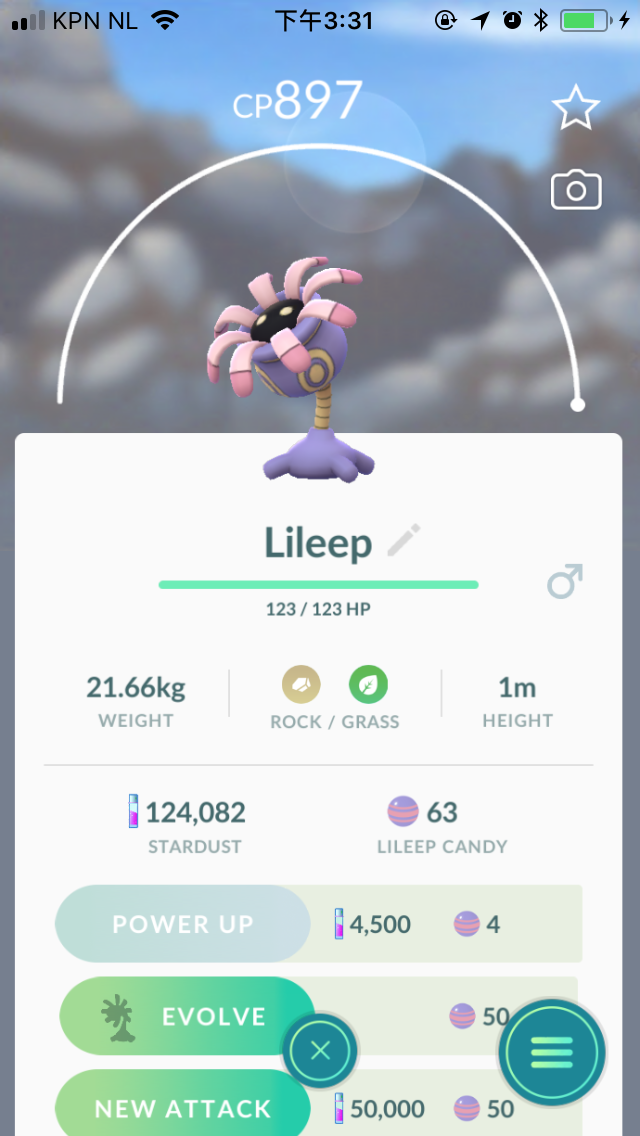 KPN NL 下午3:31
CP897
Lileep
123 / 123 HP
21.66kg ROCK / GRASS 1m
WEIGHT HEIGHT
124,082 63
STARDUST LILEEP CANDY
POWER UP 4,500 4
EVOLVE 50
NEW ATTACK 50,000 50